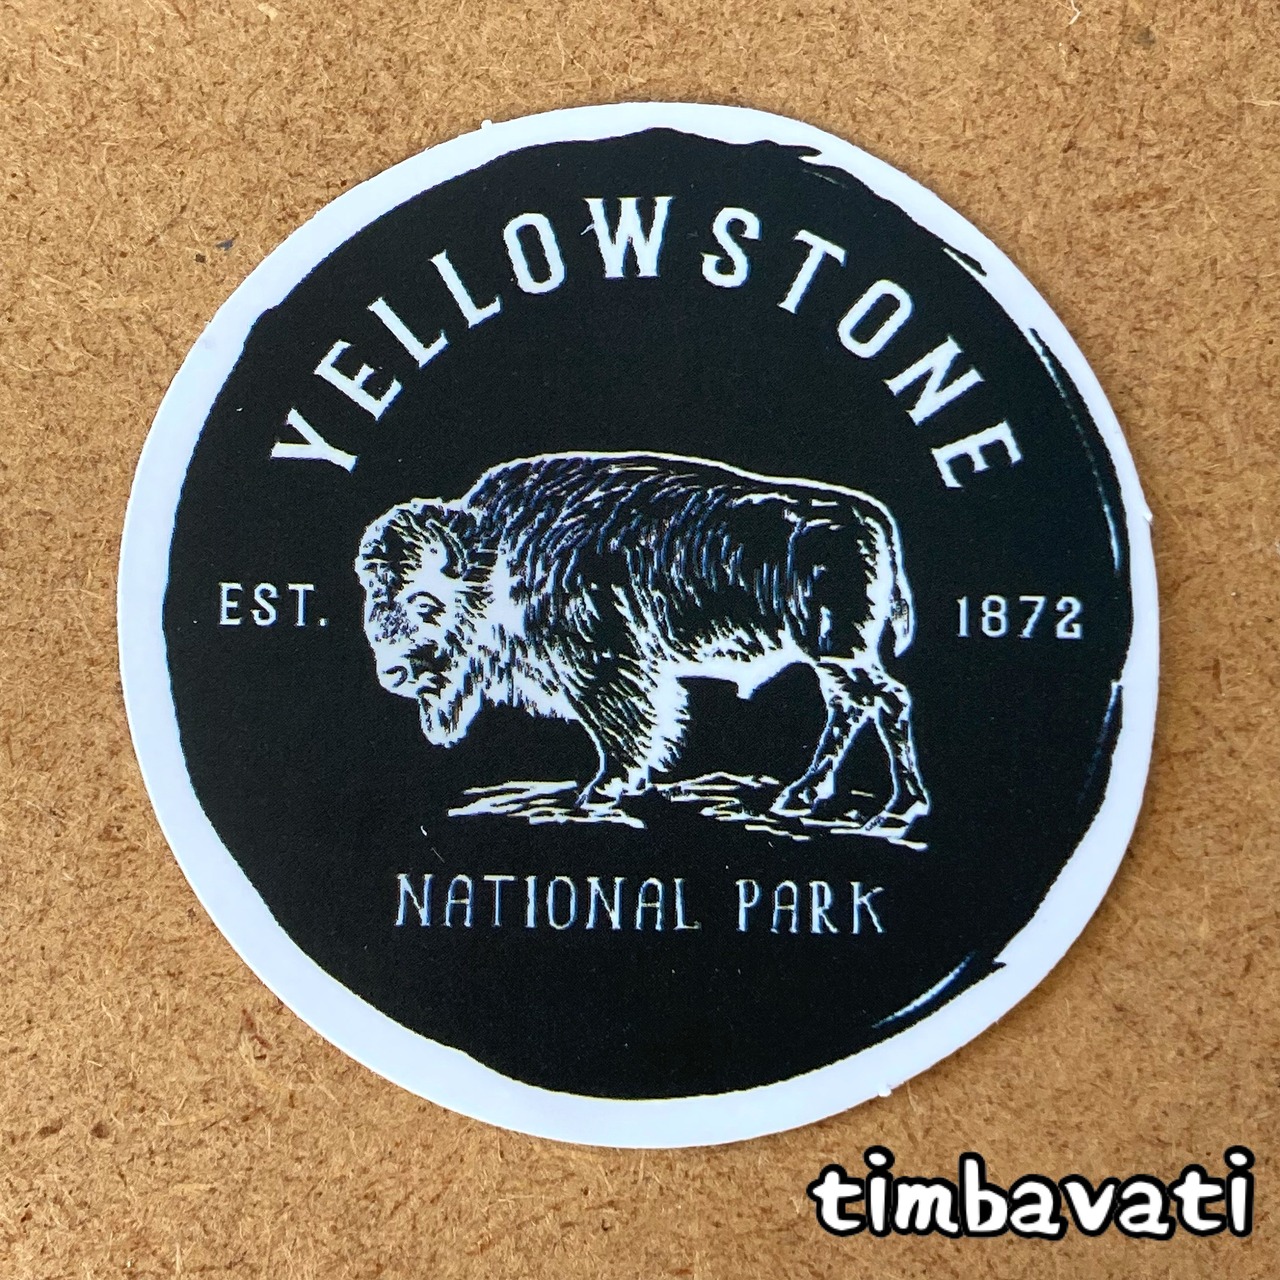 YELLOWSTONE
EST. 1872
NATIONAL PARK
timbavati